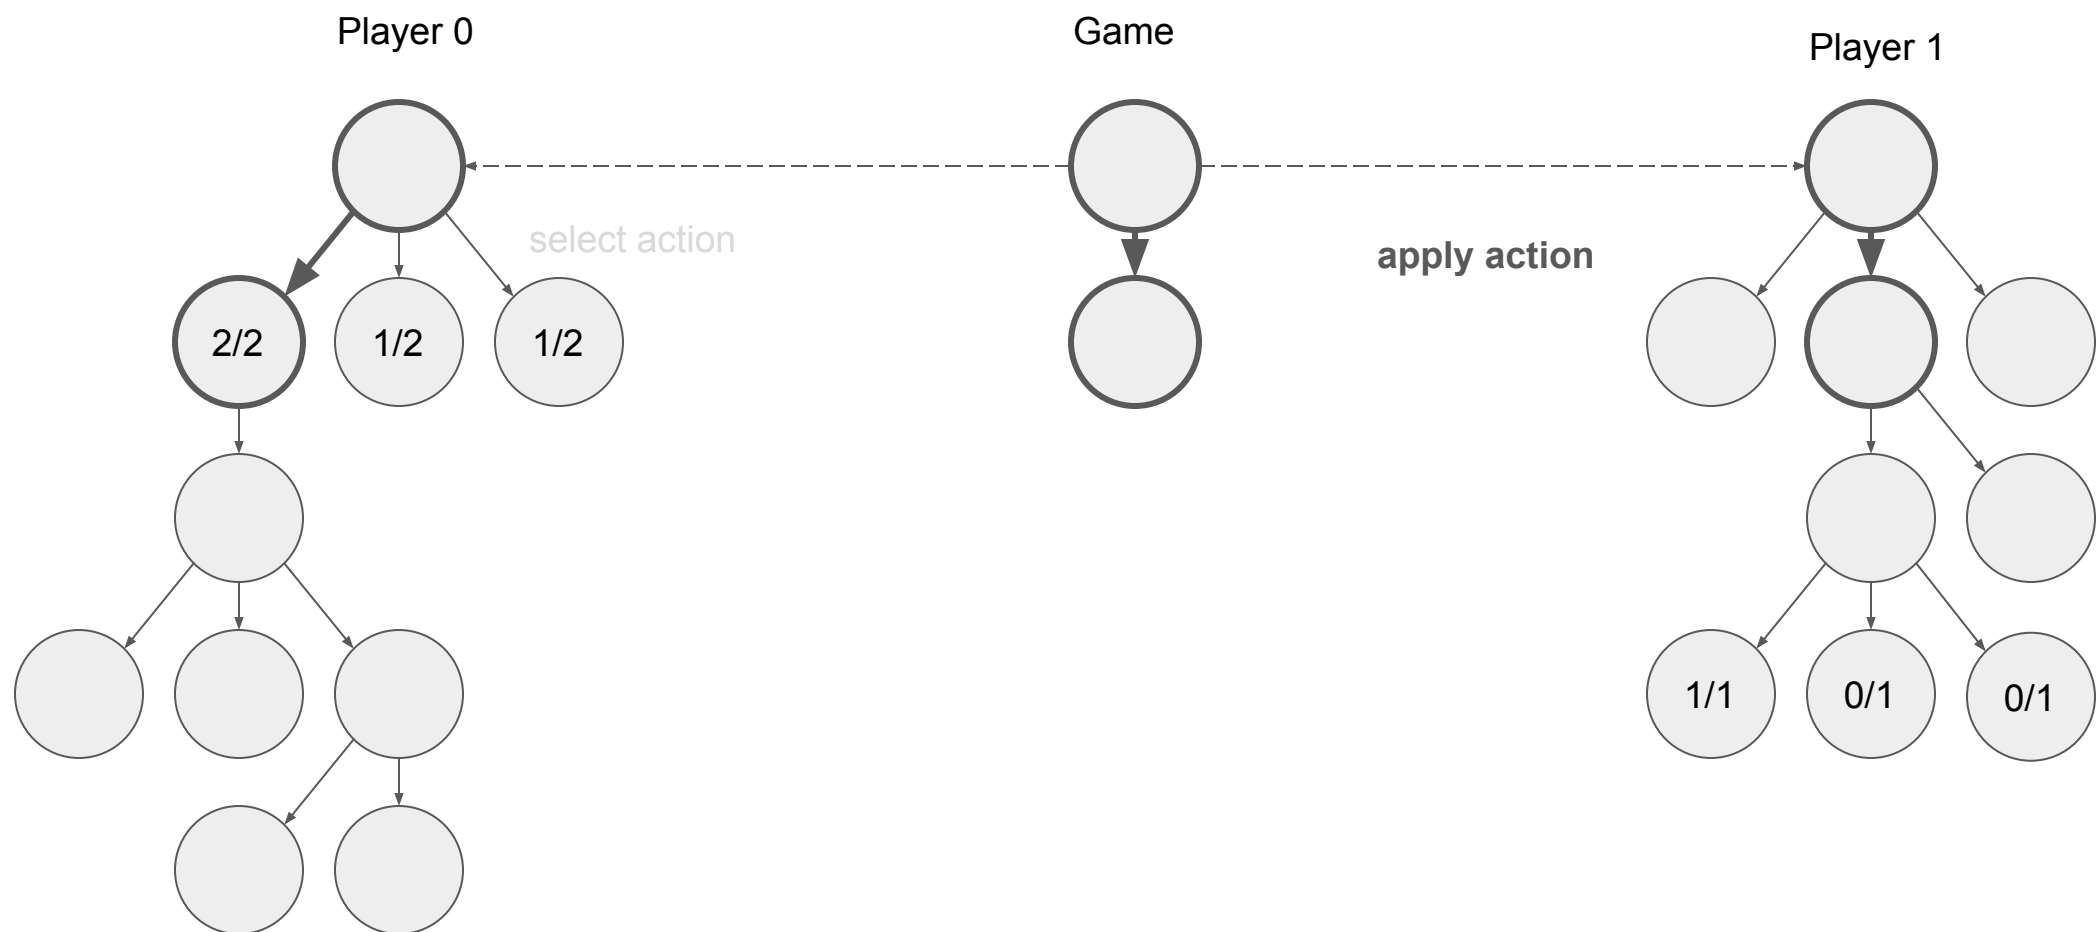 Player 0
Game
Player 1
select action
apply action
2/2
1/2
1/2
1/1
0/1
0/1